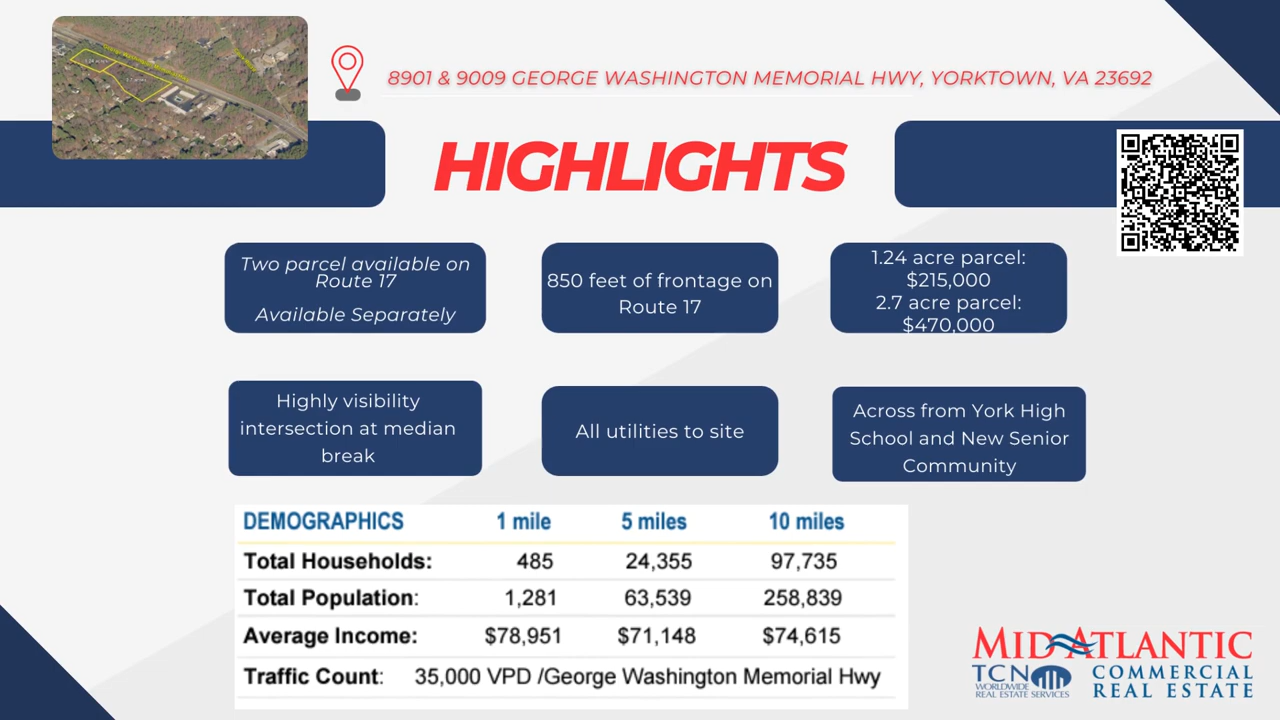 8901 & 9009 GEORGE WASHINGTON MEMORIAL HWY, YORKTOWN, VA 23692
HIGHLIGHTS
Two parcel available on
Route 17
Available Separately
850 feet of frontage on
Route 17
1.24 acre parcel:
$215,000
2.7 acre parcel:
$470,000
Highly visibility
intersection at median
break
All utilities to site
Across from York High
School and New Senior
Community
DEMOGRAPHICS 1 mile 5 miles 10 miles
Total Households: 485 24,355 97,735
Total Population: 1,281 63,539 258,839
Average Income: $78,951 $71,148 $74,615
Traffic Count: 35,000 VPD /George Washington Memorial Hwy
MID ATLANTIC
TCN
WORLDWIDE
REAL ESTATE SERVICES
COMMERCIAL
REAL ESTATE